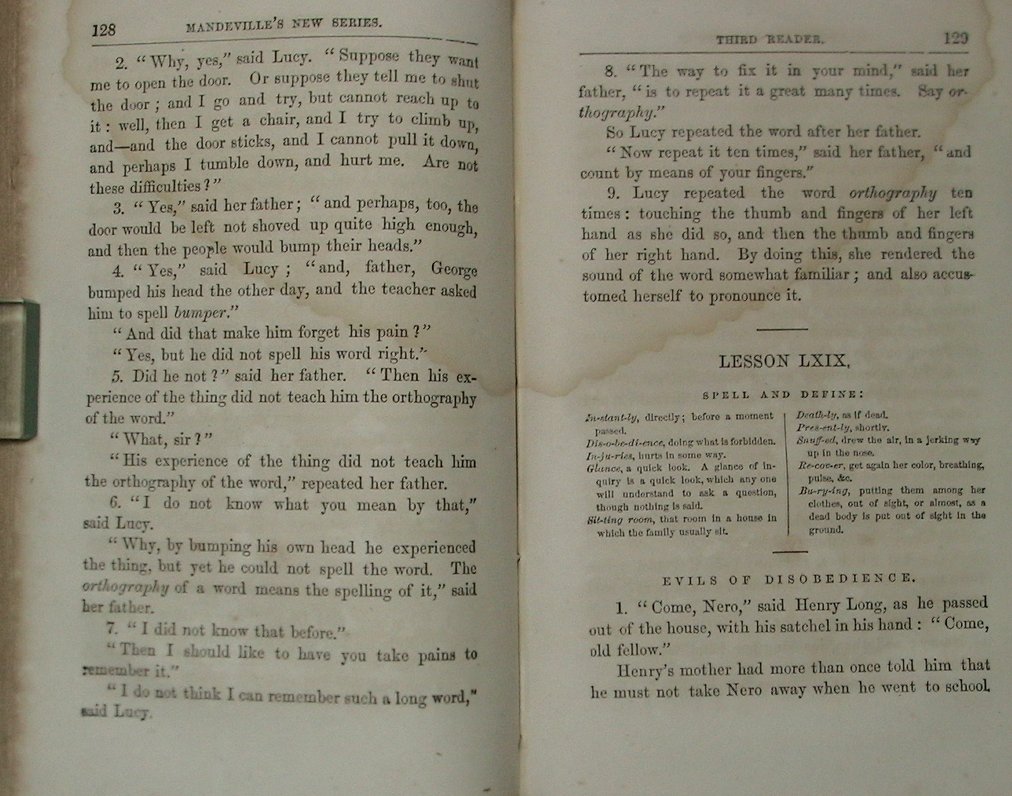 128 MANDEVILLE'S NEW SERIES.
2. "Why, yes," said Lucy. "Suppose they want
me to open the door. Or suppose they tell me to shut
the door; and I go and try, but cannot reach up to
it: well, then I get a chair, and I try to climb up,
and—and the door sticks, and I cannot pull it down,
and perhaps I tumble down, and hurt me. Are not
these difficulties?"
3. "Yes," said her father; "and perhaps, too, the
door would be left not shoved up quite high enough,
and then the people would bump their heads."
4. "Yes," said Lucy; "and, father, George
bumped his head the other day, and the teacher asked
him to spell bumper."
"And did that make him forget his pain?"
"Yes, but he did not spell his word right."
5. Did he not?" said her father. "Then his ex-
perience of the thing did not teach him the orthography
of the word."
"What, sir?"
"His experience of the thing did not teach him
the orthography of the word," repeated her father.
6. "I do not know what you mean by that,"
said Lucy.
"Why, by bumping his own head he experienced
the thing, but yet he could not spell the word. The
orthography of a word means the spelling of it," said
her father.
7. "I did not know that before."
"Then I should like to have you take pains to
remember it."
"I do not think I can remember such a long word,"
said Lucy.
THIRD READER. 129
8. "The way to fix it in your mind," said her
father, "is to repeat it a great many times. Say or-
thography."
So Lucy repeated the word after her father.
"Now repeat it ten times," said her father, "and
count by means of your fingers."
9. Lucy repeated the word orthography ten
times: touching the thumb and fingers of her left
hand as she did so, and then the thumb and fingers
of her right hand. By doing this, she rendered the
sound of the word somewhat familiar; and also accus-
tomed herself to pronounce it.
LESSON LXIX.
SPELL AND DEFINE:
In-stant-ly, directly; before a moment
passed.
Dis-o-be-di-ence, doing what is forbidden.
In-ju-ries, hurts in some way.
Glance, a quick look. A glance of in-
quiry is a quick look, which any one
will understand to ask a question,
though nothing is said.
Sit-ting room, that room in a house in
which the family usually sit.
Death-ly, as if dead.
Pres-ent-ly, shortly.
Snuff-ed, drew the air, in a jerking way
up in the nose.
Re-cov-er, get again her color, breathing,
pulse, &c.
Bu-ry-ing, putting them among her
clothes, out of sight, or almost, as a
dead body is put out of sight in the
ground.
EVILS OF DISOBEDIENCE.
1. "Come, Nero," said Henry Long, as he passed
out of the house, with his satchel in his hand: "Come,
old fellow."
Henry's mother had more than once told him that
he must not take Nero away when he went to school.